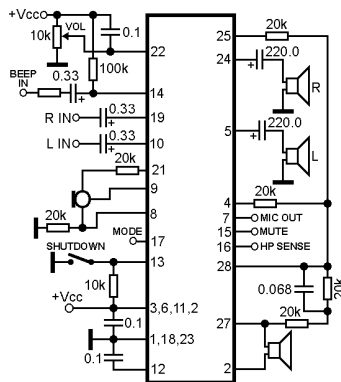 +Vcc
10k
VOL
0.1
22
100k
BEEP
IN
0.33
14
R IN
0.33
19
L IN
0.33
10
20k
21
9
20k
8
MODE
17
SHUTDOWN
13
10k
+Vcc
3,6,11,2
0.1
1,18,23
0.1
12
25
20k
24
220.0
R
220.0
5
L
20k
4
7
MIC OUT
15
MUTE
16
HP SENSE
28
0.068
20k
27
20k
2